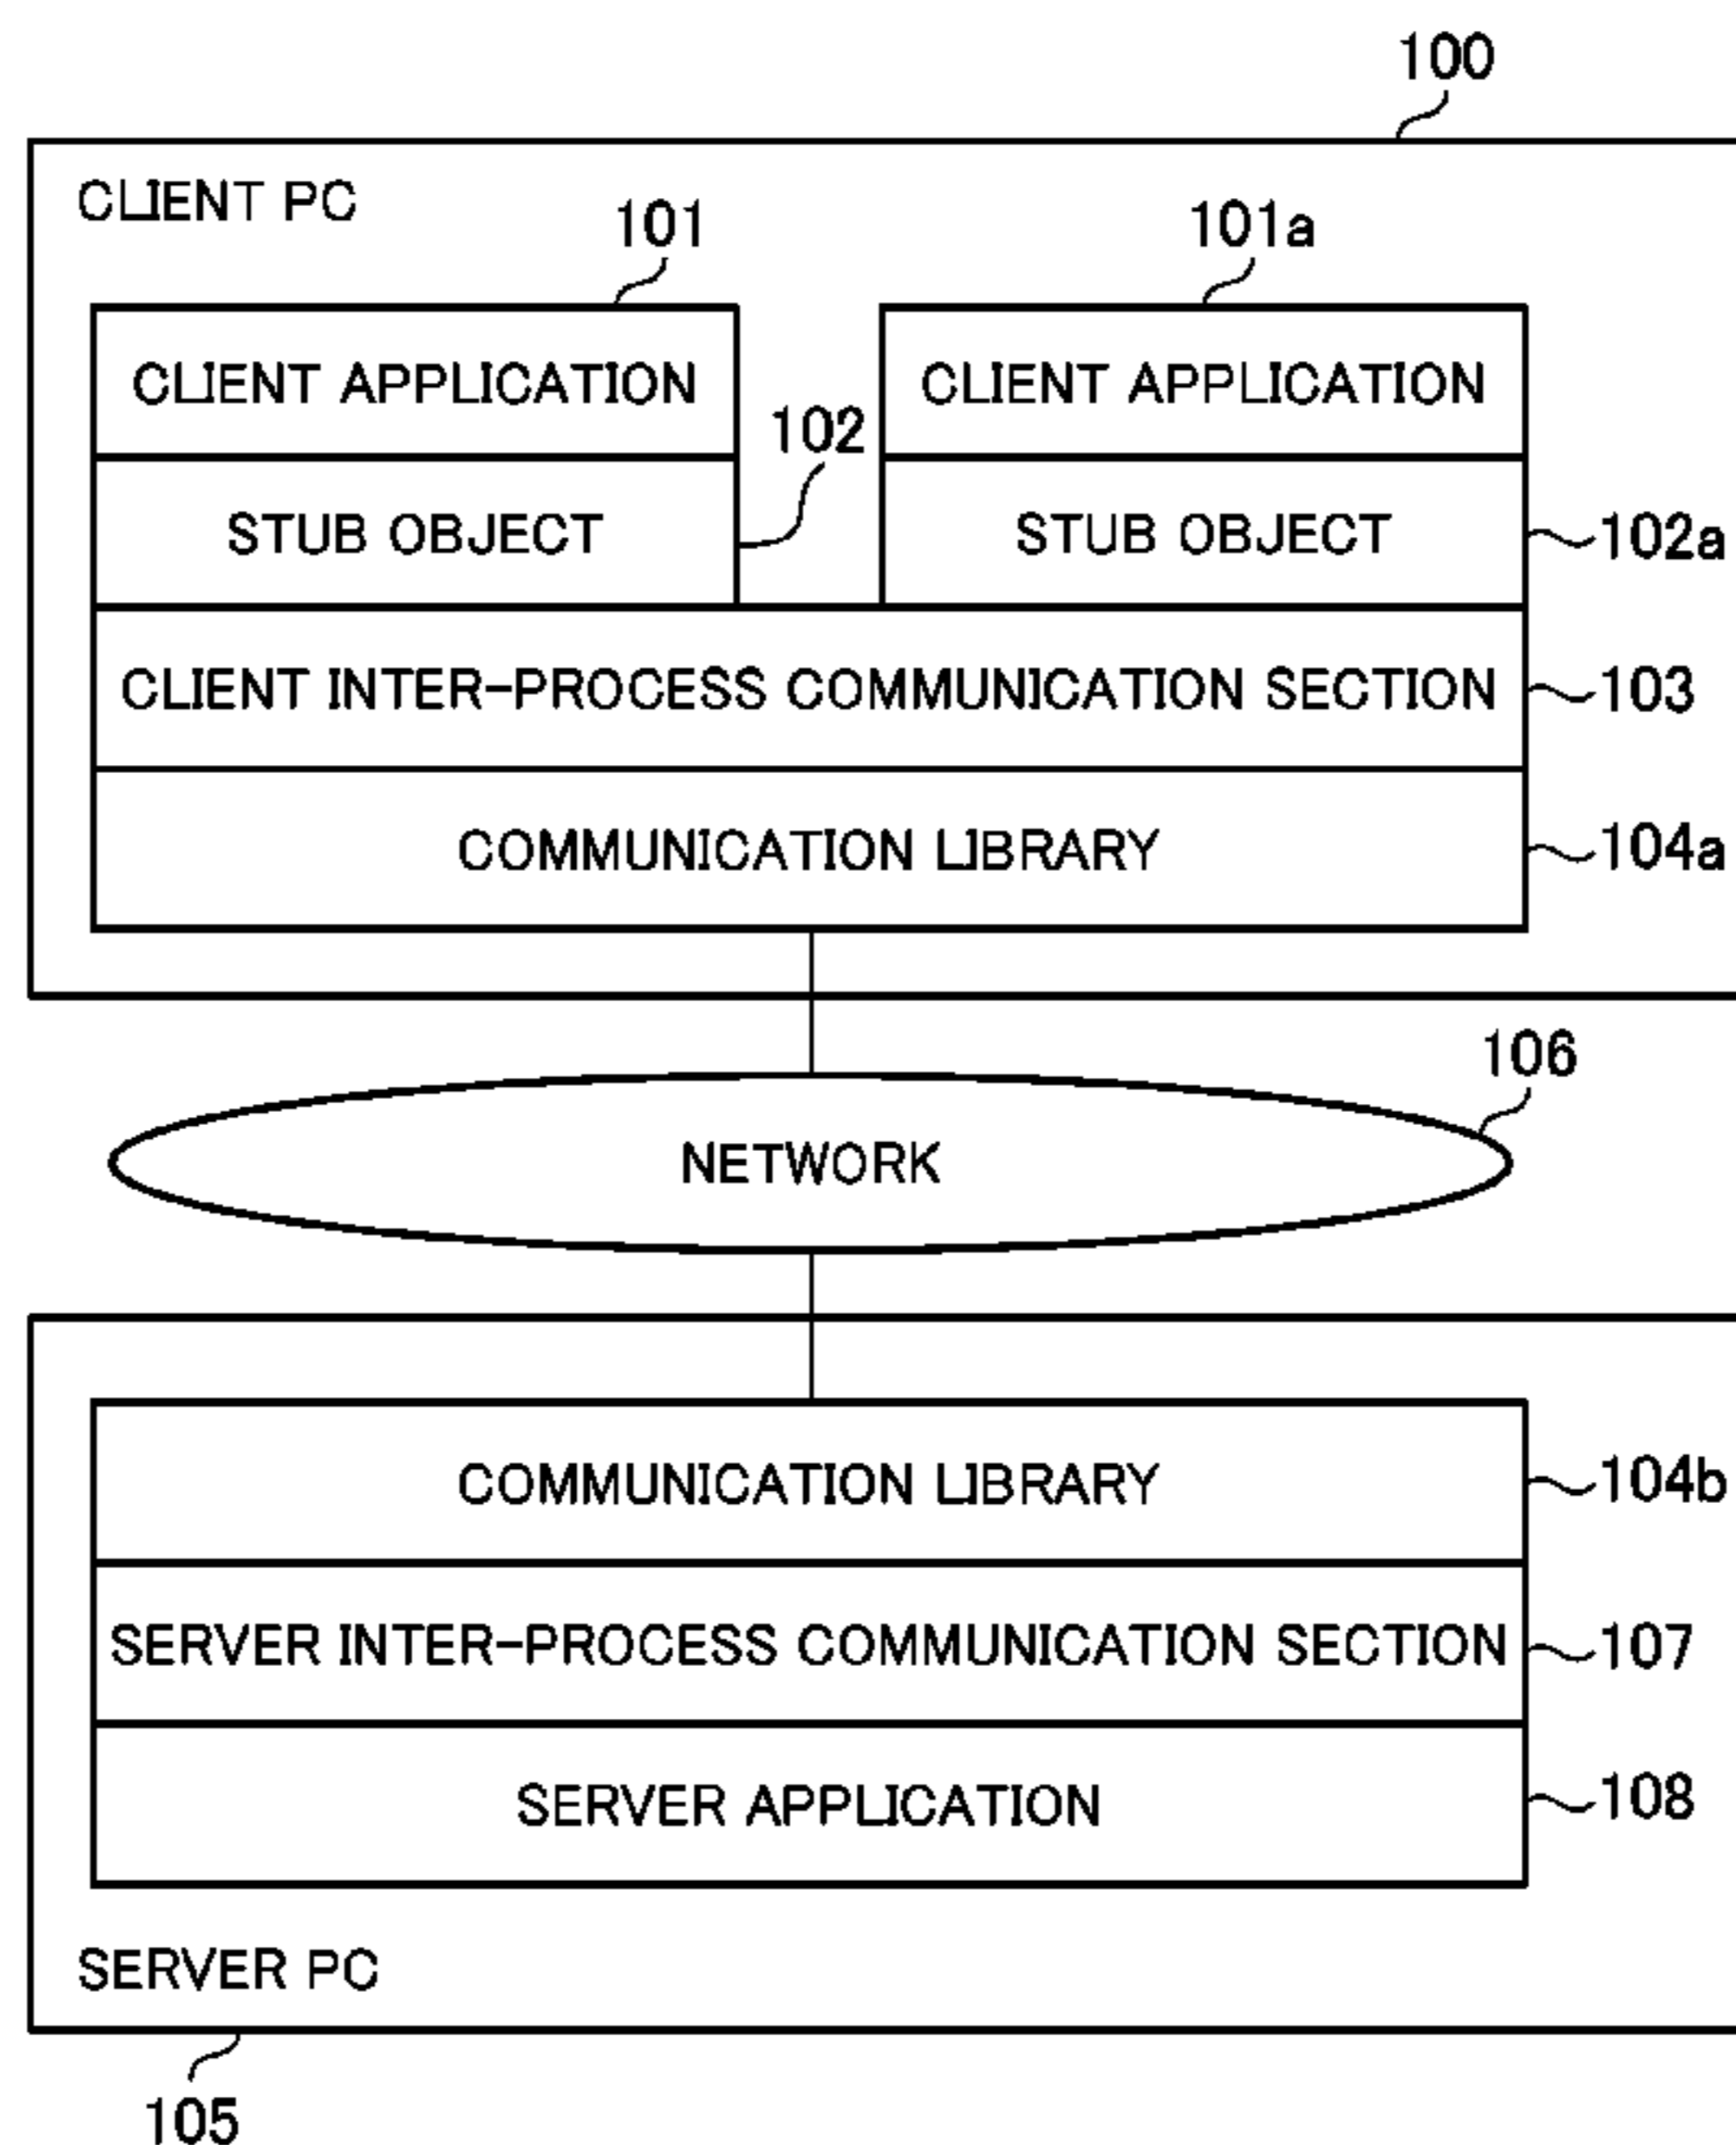 100
CLIENT PC
101
101a
CLIENT APPLICATION
CLIENT APPLICATION
102
STUB OBJECT
STUB OBJECT
102a
CLIENT INTER-PROCESS COMMUNICATION SECTION
103
COMMUNICATION LIBRARY
104a
106
NETWORK
COMMUNICATION LIBRARY
104b
SERVER INTER-PROCESS COMMUNICATION SECTION
107
SERVER APPLICATION
108
SERVER PC
105